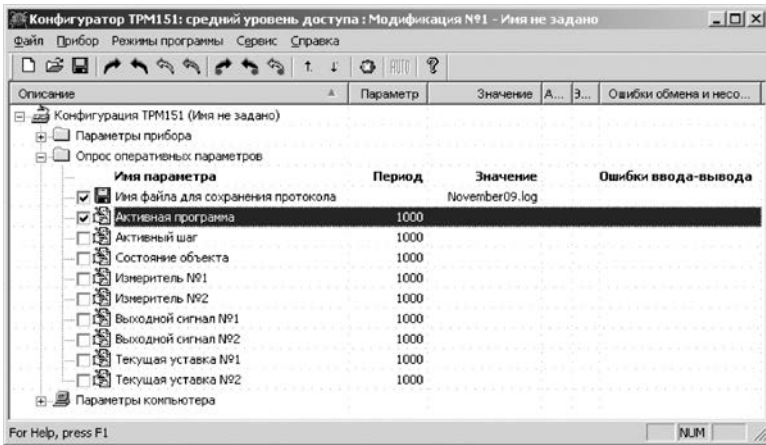 Конфигуратор ТРМ151: средний уровень доступа : Модификация №1 - Имя не задано
Файл Прибор Режимы программы Сервис Справка
AUTO
Описание Параметр Значение А... З... Ошибки обмена и несо...
Конфигурация ТРМ151 (Имя не задано)
Параметры прибора
Опрос оперативных параметров
Имя параметра Период Значение Ошибки ввода-вывода
Имя файла для сохранения протокола November09.log
Активная программа 1000
Активный шаг 1000
Состояние объекта 1000
Измеритель №1 1000
Измеритель №2 1000
Выходной сигнал №1 1000
Выходной сигнал №2 1000
Текущая уставка №1 1000
Текущая уставка №2 1000
Параметры компьютера
For Help, press F1 NUM